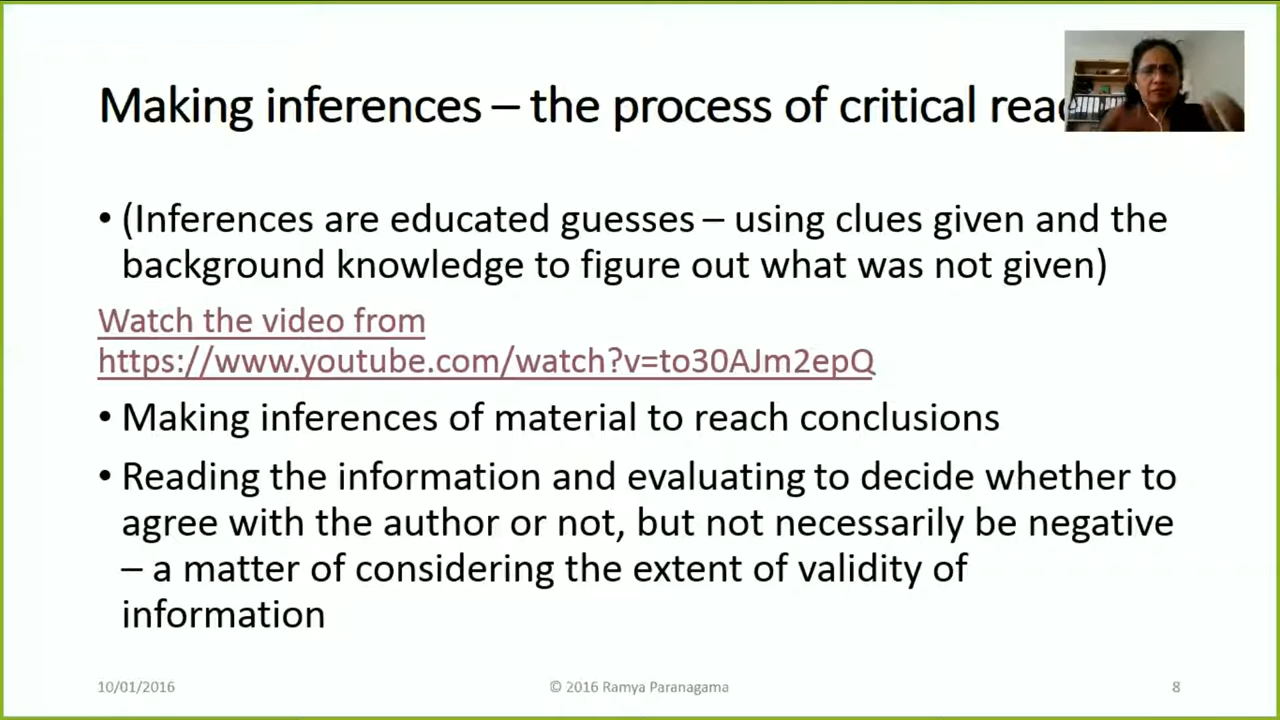 Making inferences – the process of critical
• (Inferences are educated guesses – using clues given and the
background knowledge to figure out what was not given)
Watch the video from
https://www.youtube.com/watch?v=to30AJm2epQ
• Making inferences of material to reach conclusions
• Reading the information and evaluating to decide whether to
agree with the author or not, but not necessarily be negative
– a matter of considering the extent of validity of
information
10/01/2016
© 2016 Ramya Paranagama
8